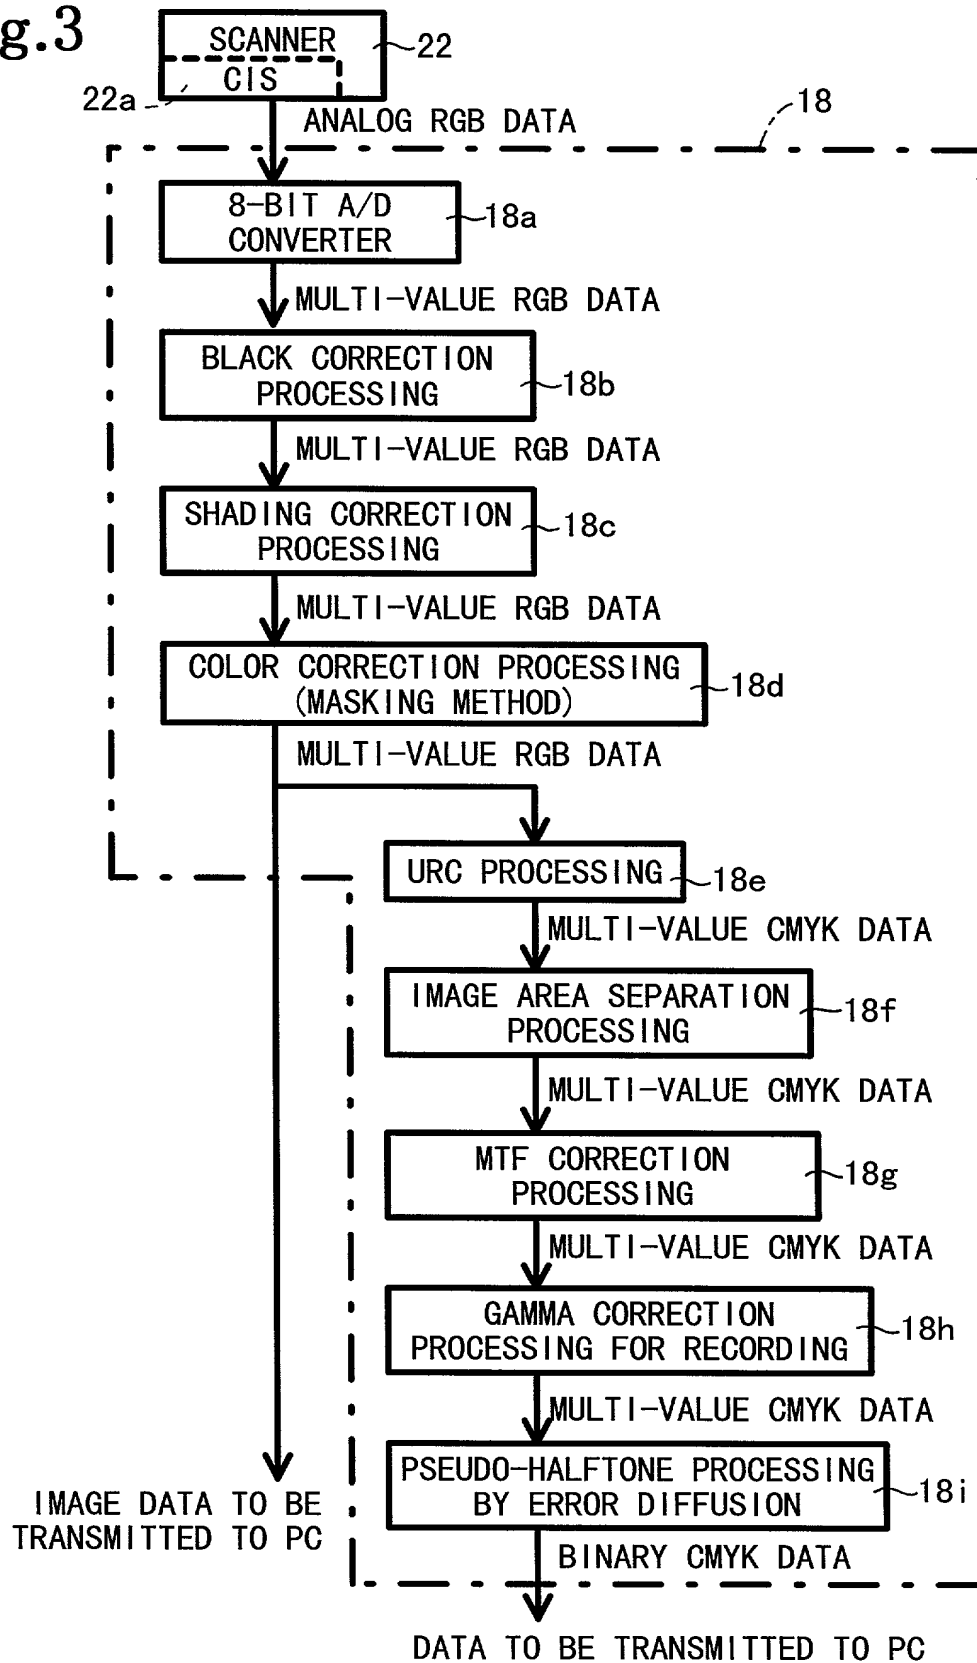 g.3
SCANNER
22
CIS
22a
ANALOG RGB DATA
18
8-BIT A/D
CONVERTER
18a
MULTI-VALUE RGB DATA
BLACK CORRECTION
PROCESSING
18b
MULTI-VALUE RGB DATA
SHADING CORRECTION
PROCESSING
18c
MULTI-VALUE RGB DATA
COLOR CORRECTION PROCESSING
(MASKING METHOD)
18d
MULTI-VALUE RGB DATA
URC PROCESSING
18e
MULTI-VALUE CMYK DATA
IMAGE AREA SEPARATION
PROCESSING
18f
MULTI-VALUE CMYK DATA
MTF CORRECTION
PROCESSING
18g
MULTI-VALUE CMYK DATA
GAMMA CORRECTION
PROCESSING FOR RECORDING
18h
MULTI-VALUE CMYK DATA
PSEUDO-HALFTONE PROCESSING
BY ERROR DIFFUSION
18i
IMAGE DATA TO BE
TRANSMITTED TO PC
BINARY CMYK DATA
DATA TO BE TRANSMITTED TO PC